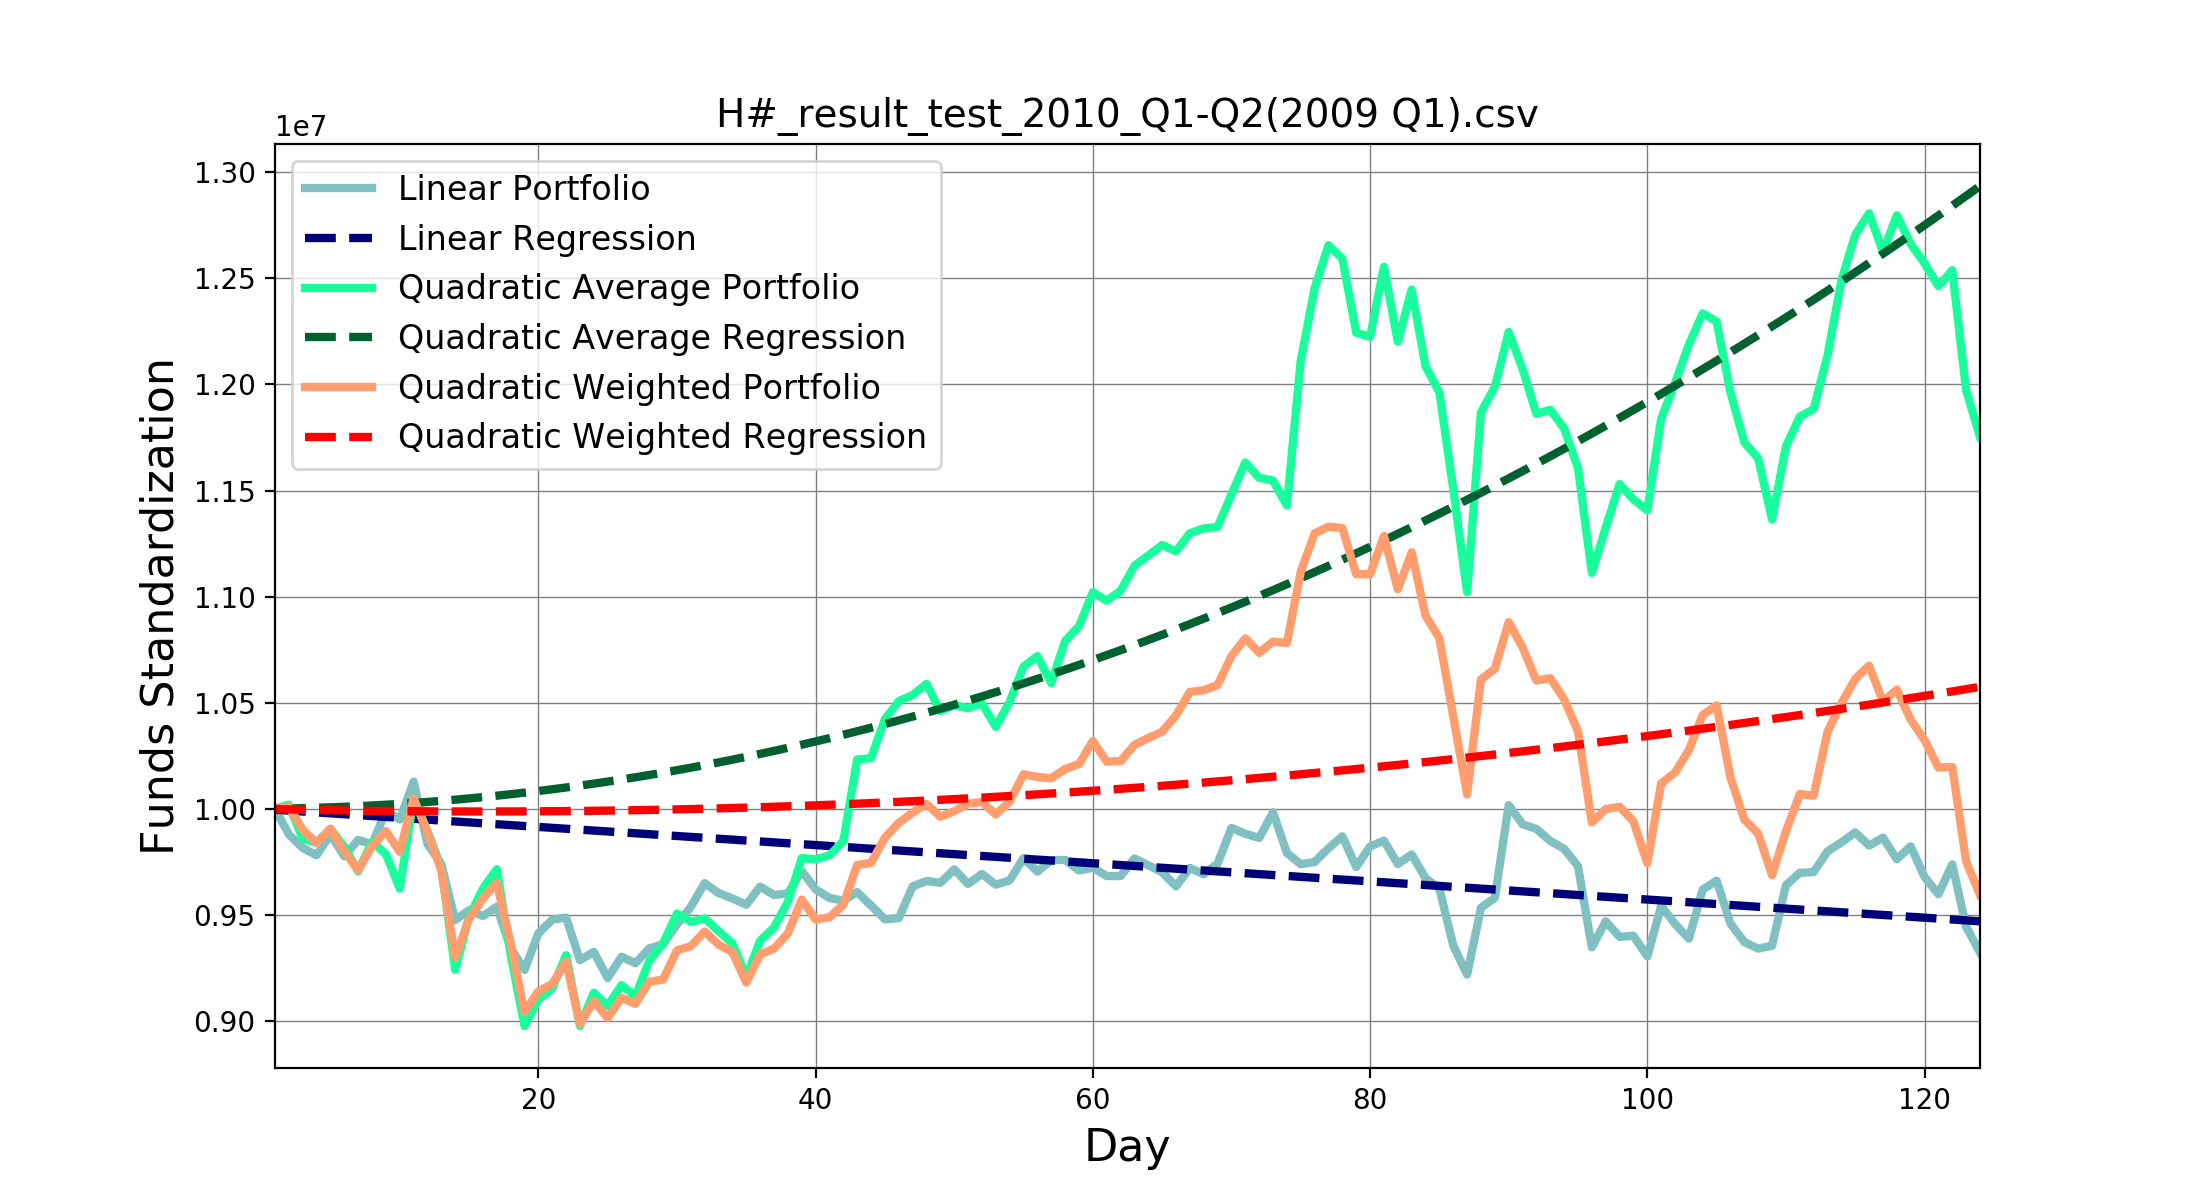 H#_result_test_2010_Q1-Q2(2009 Q1).csv
1e7
1.30
1.25
1.20
1.15
1.10
1.05
1.00
0.95
0.90
Funds Standardization
Linear Portfolio
Linear Regression
Quadratic Average Portfolio
Quadratic Average Regression
Quadratic Weighted Portfolio
Quadratic Weighted Regression
20 40 60 80 100 120
Day